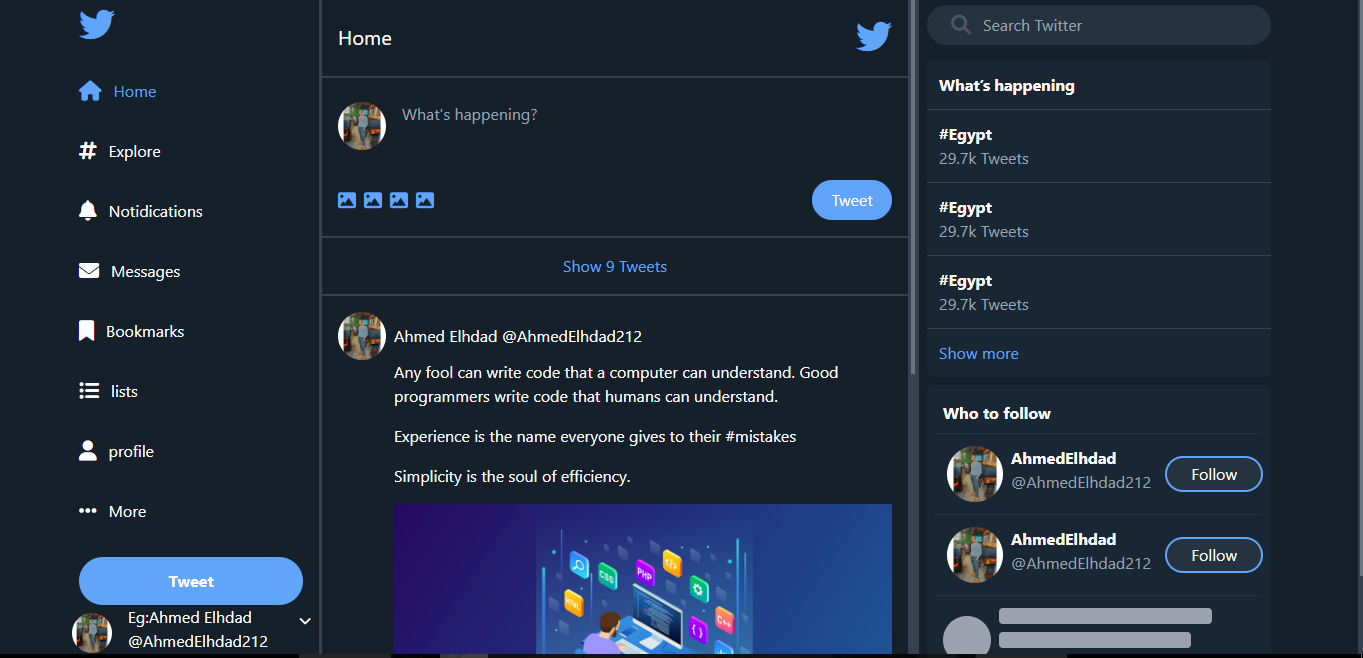 Home
Explore
Notidications
Messages
Bookmarks
lists
profile
More
Tweet
Eg:Ahmed Elhdad
@AhmedElhdad212
Home
What's happening?
Tweet
Show 9 Tweets
Ahmed Elhdad @AhmedElhdad212
Any fool can write code that a computer can understand. Good
programmers write code that humans can understand.
Experience is the name everyone gives to their #mistakes
Simplicity is the soul of efficiency.
CSS
PHP
</>
HTML
C++
{}
Search Twitter
What's happening
#Egypt
29.7k Tweets
#Egypt
29.7k Tweets
#Egypt
29.7k Tweets
Show more
Who to follow
AhmedElhdad
@AhmedElhdad212
Follow
AhmedElhdad
@AhmedElhdad212
Follow